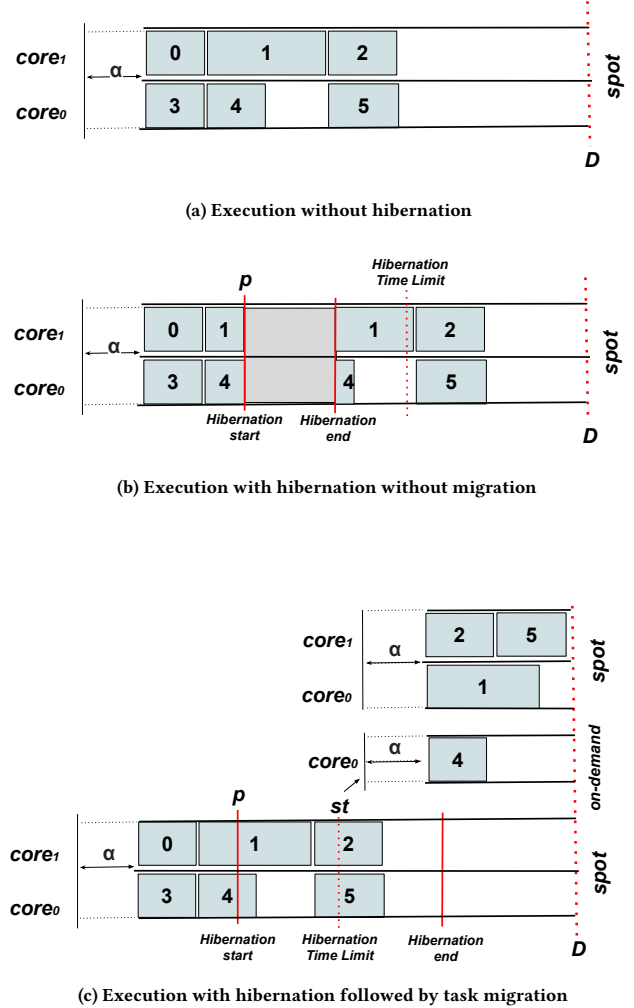 core1 0 1 2
α
core0 3 4 5
spot
D
(a) Execution without hibernation
Hibernation
Time Limit
p
core1 0 1 1 2
α
core0 3 4 4 5
spot
Hibernation
start
Hibernation
end
D
(b) Execution with hibernation without migration
core1 2 5
α
core0 1
spot
core0 α 4
on-demand
st
p
core1 0 1 2
α
core0 3 4 5
spot
Hibernation
start
Hibernation
Time Limit
Hibernation
end
D
(c) Execution with hibernation followed by task migration